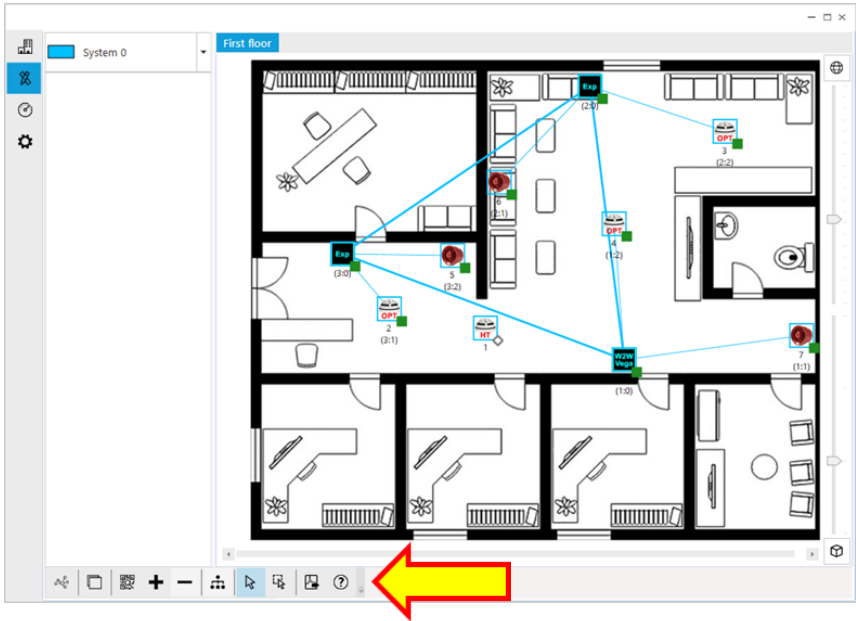 System 0
First floor
Exp
(2:0)
OPT
3
(2:2)
6
(2:1)
OPT
4
(1:2)
Exp
(3:0)
5
(3:2)
OPT
2
(3:1)
HT
1
W2W
Vega
(1:0)
7
(1:1)